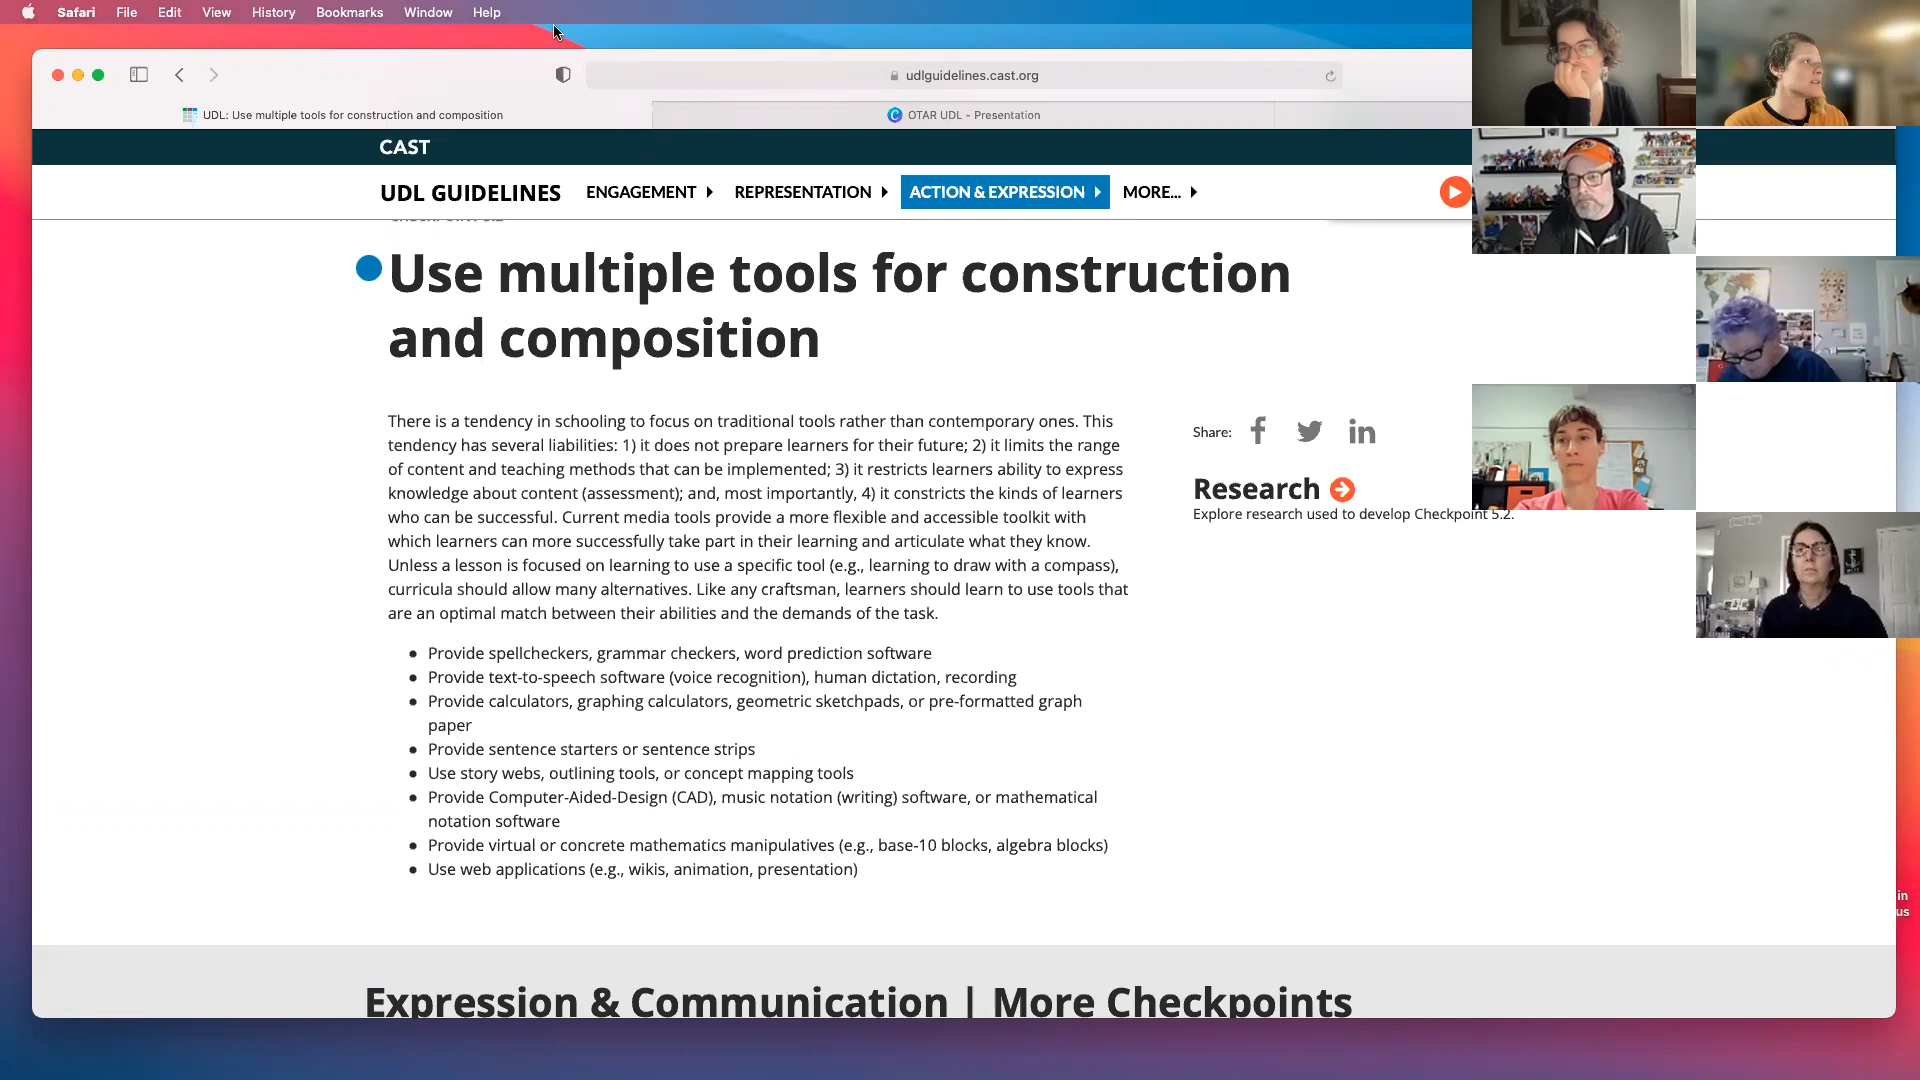 Safari File Edit View History Bookmarks Window Help
udlguidelines.cast.org
UDL: Use multiple tools for construction and composition
OTAR UDL - Presentation
CAST
UDL GUIDELINES ENGAGEMENT REPRESENTATION ACTION & EXPRESSION MORE...
Use multiple tools for construction
and composition
There is a tendency in schooling to focus on traditional tools rather than contemporary ones. This
tendency has several liabilities: 1) it does not prepare learners for their future; 2) it limits the range
of content and teaching methods that can be implemented; 3) it restricts learners ability to express
knowledge about content (assessment); and, most importantly, 4) it constricts the kinds of learners
who can be successful. Current media tools provide a more flexible and accessible toolkit with
which learners can more successfully take part in their learning and articulate what they know.
Unless a lesson is focused on learning to use a specific tool (e.g., learning to draw with a compass),
curricula should allow many alternatives. Like any craftsman, learners should learn to use tools that
are an optimal match between their abilities and the demands of the task.
Provide spellcheckers, grammar checkers, word prediction software
Provide text-to-speech software (voice recognition), human dictation, recording
Provide calculators, graphing calculators, geometric sketchpads, or pre-formatted graph
paper
Provide sentence starters or sentence strips
Use story webs, outlining tools, or concept mapping tools
Provide Computer-Aided-Design (CAD), music notation (writing) software, or mathematical
notation software
Provide virtual or concrete mathematics manipulatives (e.g., base-10 blocks, algebra blocks)
Use web applications (e.g., wikis, animation, presentation)
Share:
Research
Explore research used to develop Checkpoint 5.2.
in
us
Expression & Communication | More Checkpoints